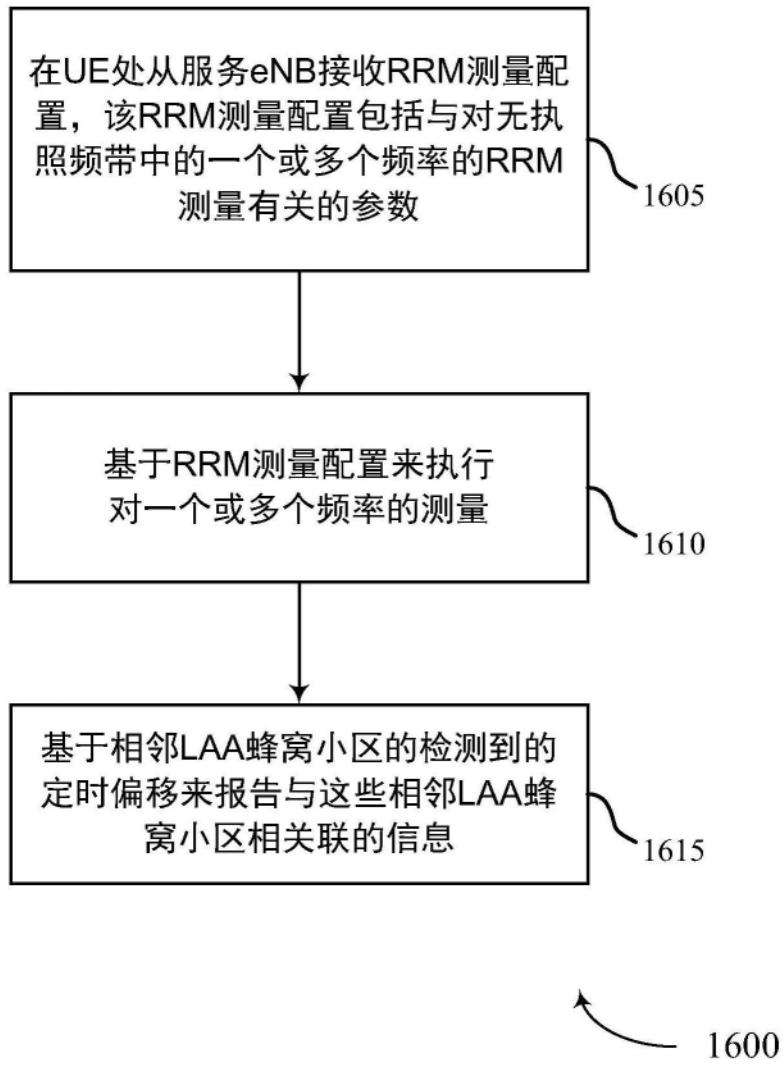 在UE处从服务eNB接收RRM测量配
置，该RRM测量配置包括与对无执
照频带中的一个或多个频率的RRM
测量有关的参数
1605
基于RRM测量配置来执行
对一个或多个频率的测量
1610
基于相邻LAA蜂窝小区的检测到的
定时偏移来报告与这些相邻LAA蜂
窝小区相关联的信息
1615
1600